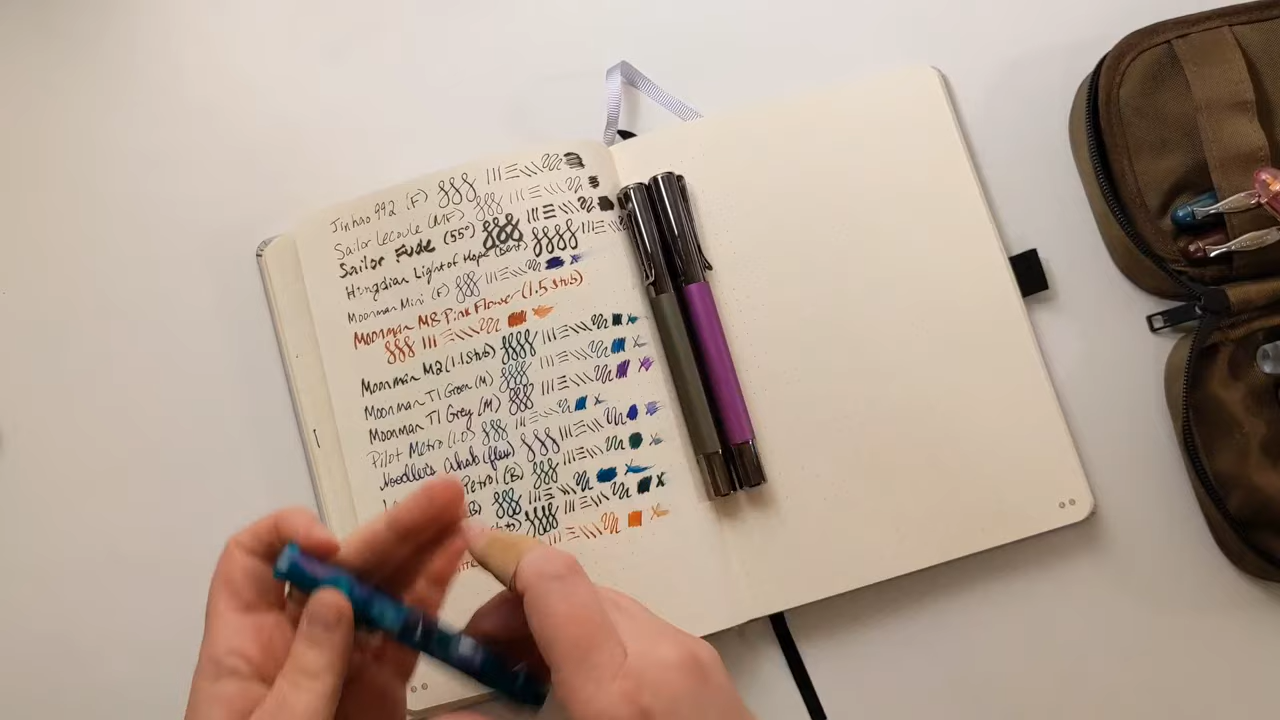 Jinhao 992 (F)
Sailor Lecoule (MF)
Sailor Fude (55°)
Hongdian Light of Hope (Bent)
Moonman Mini (F)
Moonman M8 Pink Flower (1.5 stub)
Moonman M2 (1.1 stub)
Moonman T1 Green (M)
Moonman T1 Grey (M)
Pilot Metro (1.0)
Noodler's Ahab (flex)
Petrol (B)